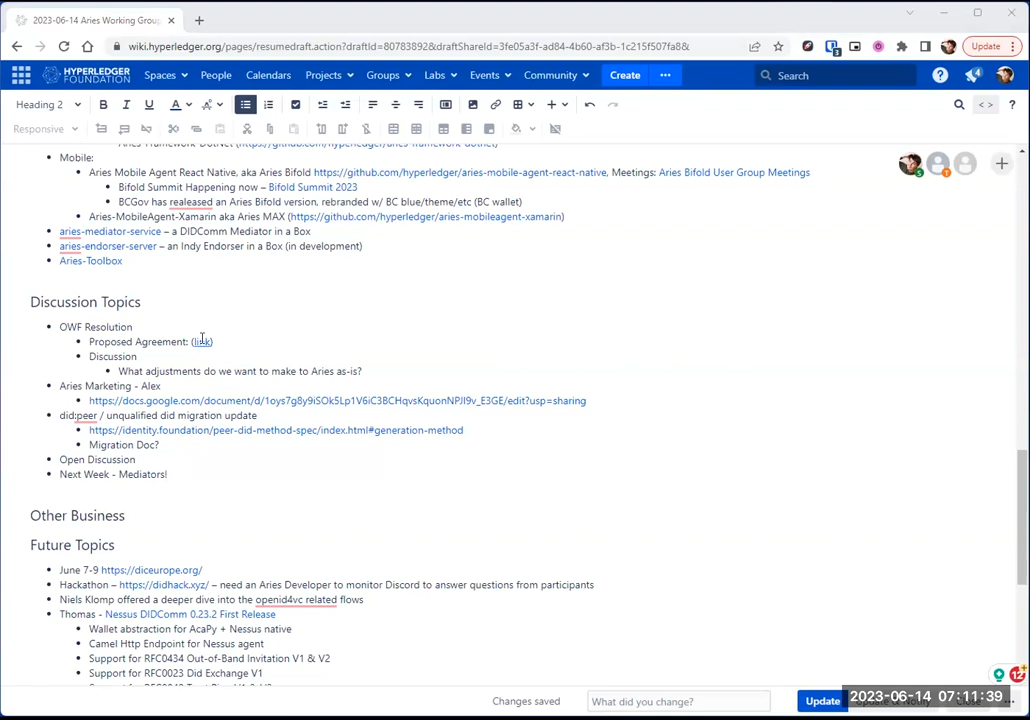 2023-06-14 Aries Working Group
wiki.hyperledger.org/pages/resumedraft.action?draftId=80783892&draftShareId=3fe05a3f-ad84-4b60-af3b-1c215f507fa8&
Update
HYPERLEDGER FOUNDATION Spaces People Calendars Projects Groups Labs Events Community Create ··· Search
Heading 2 B I U A
Responsive
Aries-Framework-DotNet (https://github.com/hyperledger/aries-framework-dotnet)
Mobile:
Aries Mobile Agent React Native, aka Aries Bifold https://github.com/hyperledger/aries-mobile-agent-react-native, Meetings: Aries Bifold User Group Meetings
Bifold Summit Happening now – Bifold Summit 2023
BCGov has realeased an Aries Bifold version, rebranded w/ BC blue/theme/etc (BC wallet)
Aries-MobileAgent-Xamarin aka Aries MAX (https://github.com/hyperledger/aries-mobileagent-xamarin)
aries-mediator-service – a DIDComm Mediator in a Box
aries-endorser-server – an Indy Endorser in a Box (in development)
Aries-Toolbox
Discussion Topics
OWF Resolution
Proposed Agreement: (link)
Discussion
What adjustments do we want to make to Aries as-is?
Aries Marketing - Alex
https://docs.google.com/document/d/1oys7g8y9iSOk5Lp1V6iC3BCHqvsKquonNPJI9v_E3GE/edit?usp=sharing
did:peer / unqualified did migration update
https://identity.foundation/peer-did-method-spec/index.html#generation-method
Migration Doc?
Open Discussion
Next Week - Mediators!
Other Business
Future Topics
June 7-9 https://diceurope.org/
Hackathon – https://didhack.xyz/ – need an Aries Developer to monitor Discord to answer questions from participants
Niels Klomp offered a deeper dive into the openid4vc related flows
Thomas - Nessus DIDComm 0.23.2 First Release
Wallet abstraction for AcaPy + Nessus native
Camel Http Endpoint for Nessus agent
Support for RFC0434 Out-of-Band Invitation V1 & V2
Support for RFC0023 Did Exchange V1
Changes saved What did you change? Update
2023-06-14 07:11:39
12